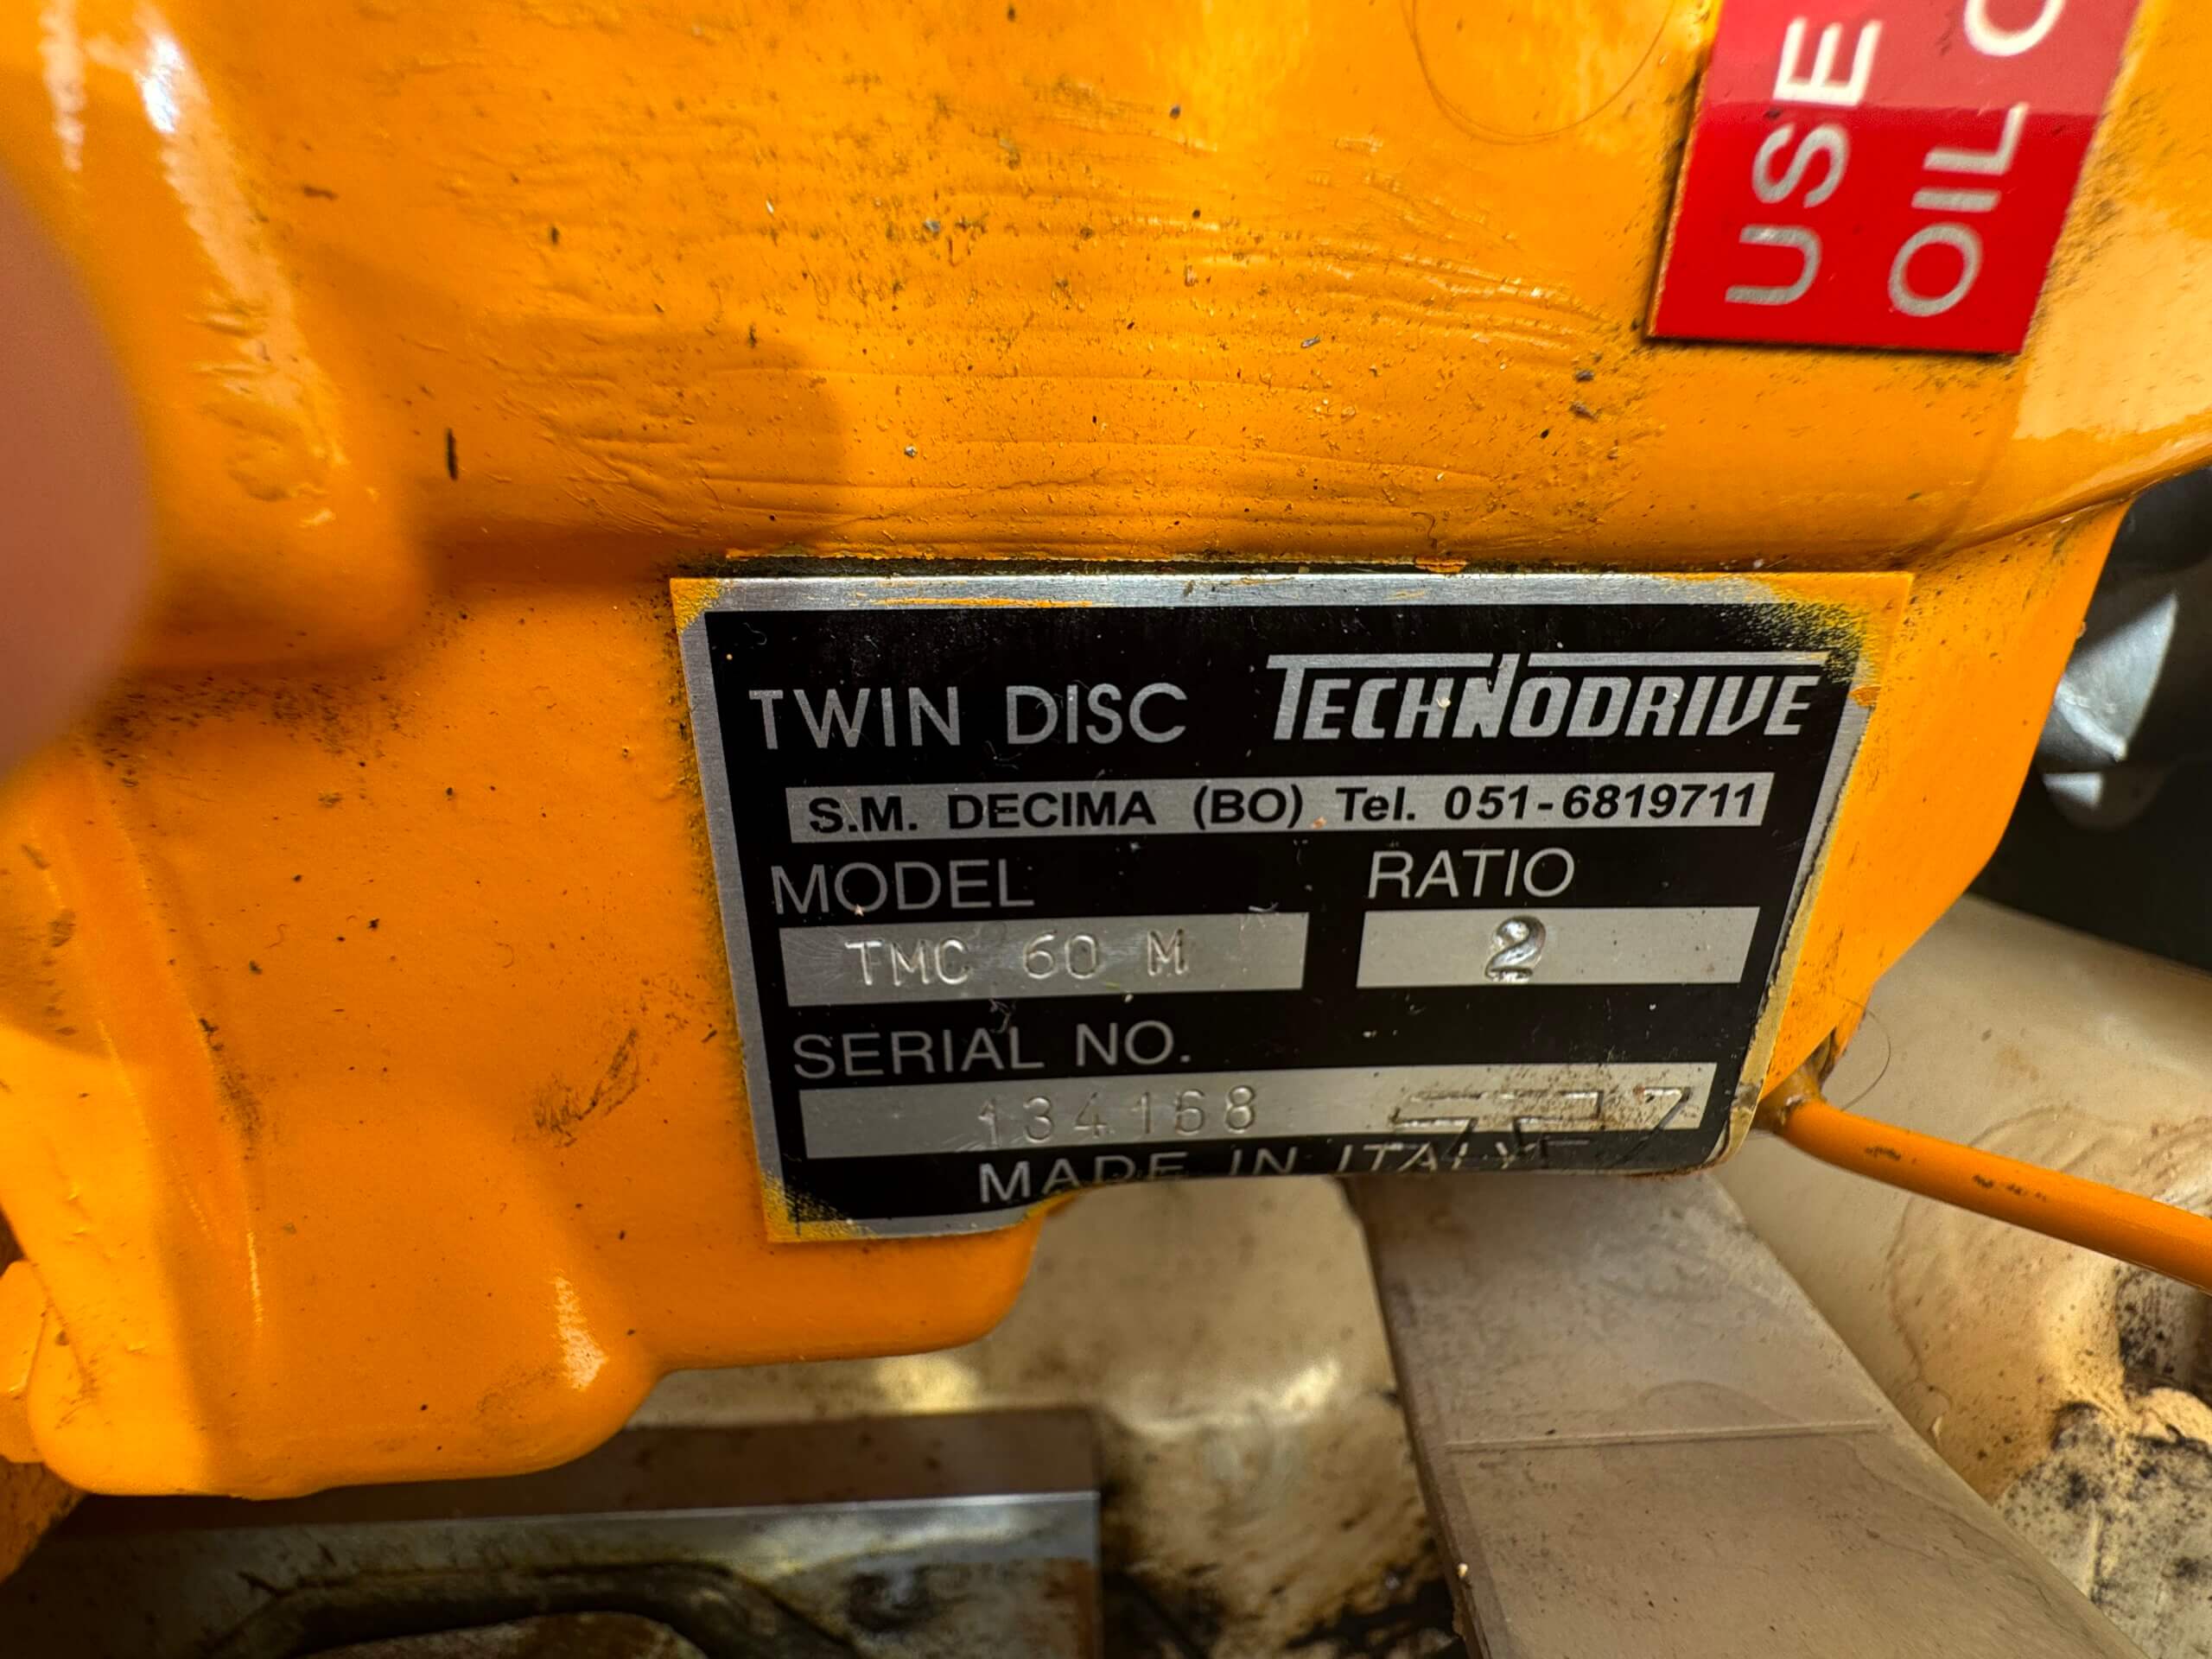 USE
OIL
TWIN DISC TECHNODRIVE
S.M. DECIMA (BO) Tel. 051-6819711
MODEL RATIO
TMC 60 M 2
SERIAL NO.
134168
MADE IN ITALY